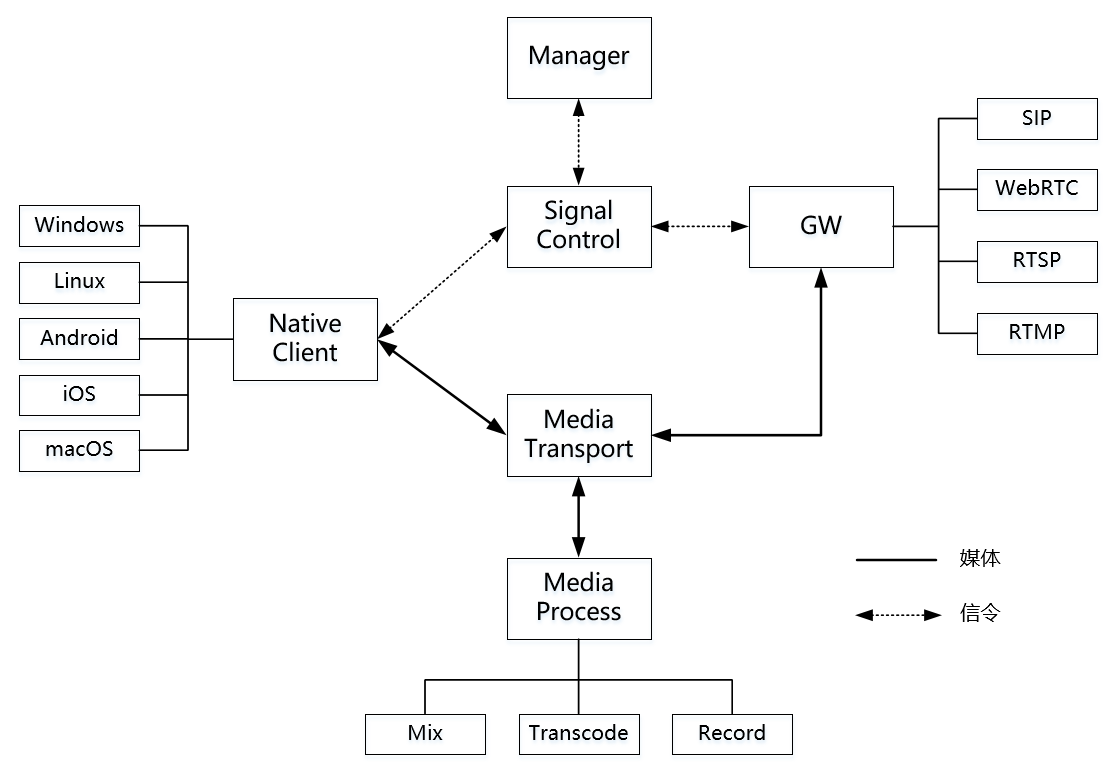 Manager
SIP
Signal
Control
GW
WebRTC
Windows
RTSP
Linux
Native
Client
Android
RTMP
iOS
Media
Transport
macOS
Media
Process
媒体
信令
Mix
Transcode
Record